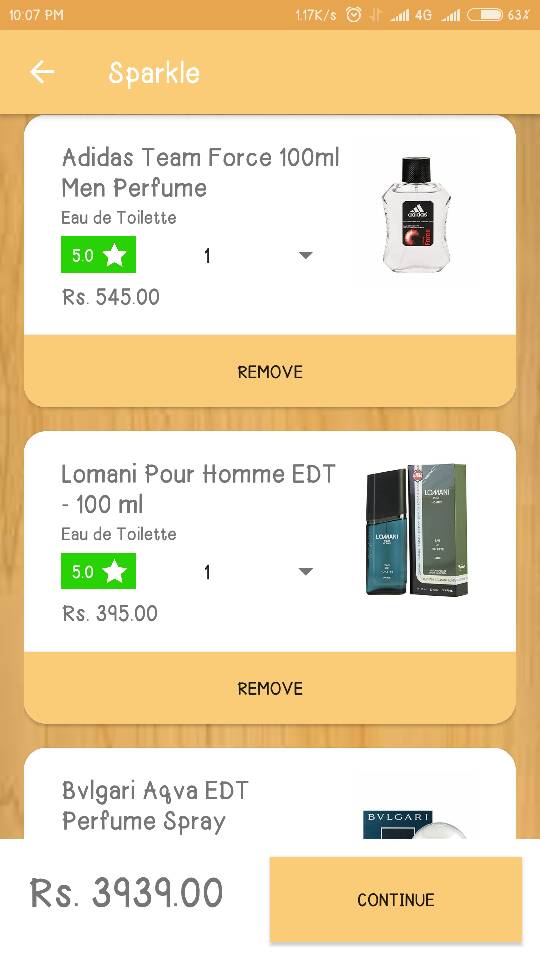 10:07 PM 1.17K/s 4G 63%
Sparkle
Adidas Team Force 100ml
Men Perfume
Eau de Toilette
5.0 1
Rs. 545.00
adidas
Force
REMOVE
Lomani Pour Homme EDT
- 100 ml
Eau de Toilette
5.0 1
Rs. 395.00
LOMANI
LOMANI
REMOVE
Bvlgari Aqva EDT
Perfume Spray
BVLGARI
Rs. 3939.00
CONTINUE